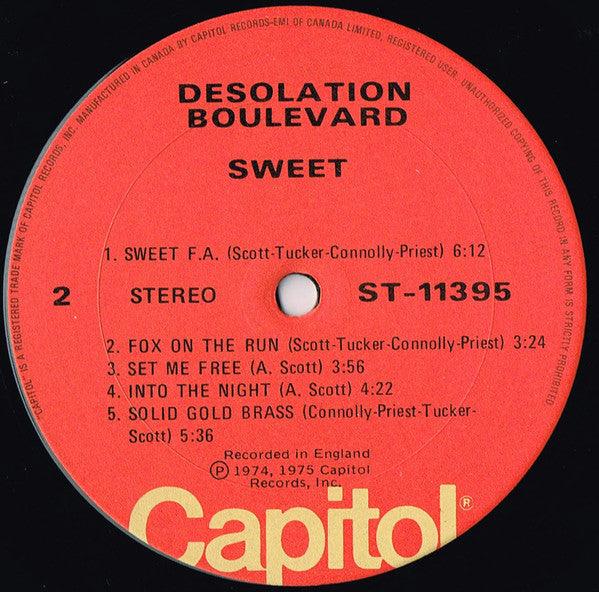 "CAPITOL" IS A REGISTERED TRADE MARK OF CAPITOL RECORDS, INC. MANUFACTURED IN CANADA BY CAPITOL RECORDS-EMI OF CANADA LIMITED, REGISTERED USER. UNAUTHORIZED COPYING OF THIS RECORD IN ANY FORM IS STRICTLY PROHIBITED
DESOLATION
BOULEVARD
SWEET
1. SWEET F.A. (Scott-Tucker-Connolly-Priest) 6:12
2 STEREO ST-11395
2. FOX ON THE RUN (Scott-Tucker-Connolly-Priest) 3:24
3. SET ME FREE (A. Scott) 3:56
4. INTO THE NIGHT (A. Scott) 4:22
5. SOLID GOLD BRASS (Connolly-Priest-Tucker-
Scott) 5:36
Recorded in England
Ⓟ 1974, 1975 Capitol
Records, Inc.
Capitol®